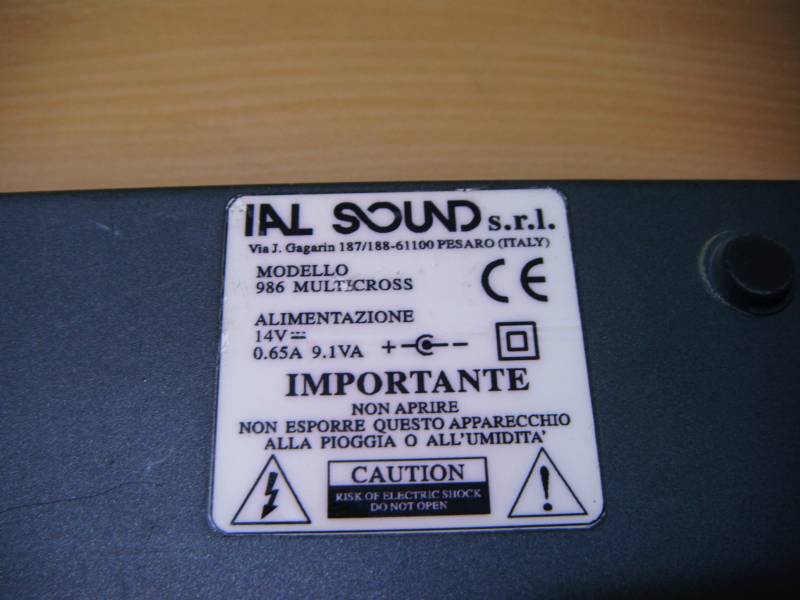 IAL SOUND s.r.l.
Via J. Gagarin 187/188-61100 PESARO (ITALY)
MODELLO
986 MULTICROSS
CE
ALIMENTAZIONE
14V
0.65A 9.1VA + −
IMPORTANTE
NON APRIRE
NON ESPORRE QUESTO APPARECCHIO
ALLA PIOGGIA O ALL'UMIDITA'
CAUTION
RISK OF ELECTRIC SHOCK
DO NOT OPEN
!